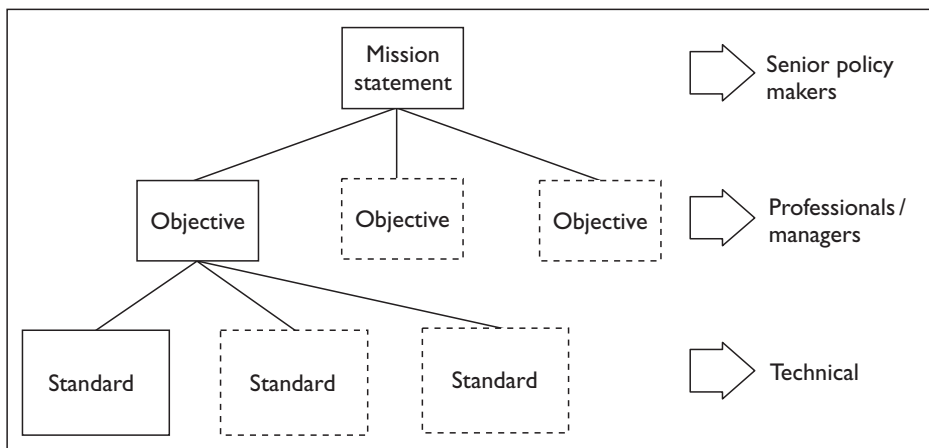 Mission
statement
Senior policy
makers
Objective
Objective
Objective
Professionals /
managers
Standard
Standard
Standard
Technical